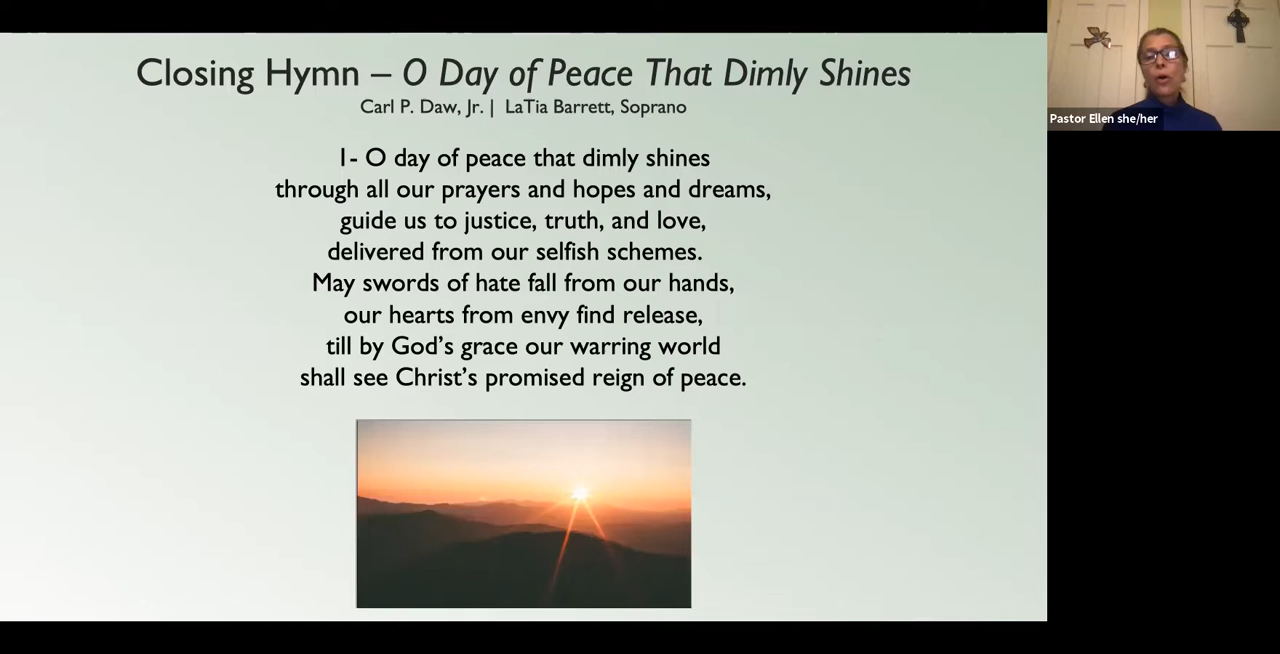 Closing Hymn – O Day of Peace That Dimly Shines
Carl P. Daw, Jr. | LaTia Barrett, Soprano
1- O day of peace that dimly shines
through all our prayers and hopes and dreams,
guide us to justice, truth, and love,
delivered from our selfish schemes.
May swords of hate fall from our hands,
our hearts from envy find release,
till by God's grace our warring world
shall see Christ's promised reign of peace.
Pastor Ellen she/her